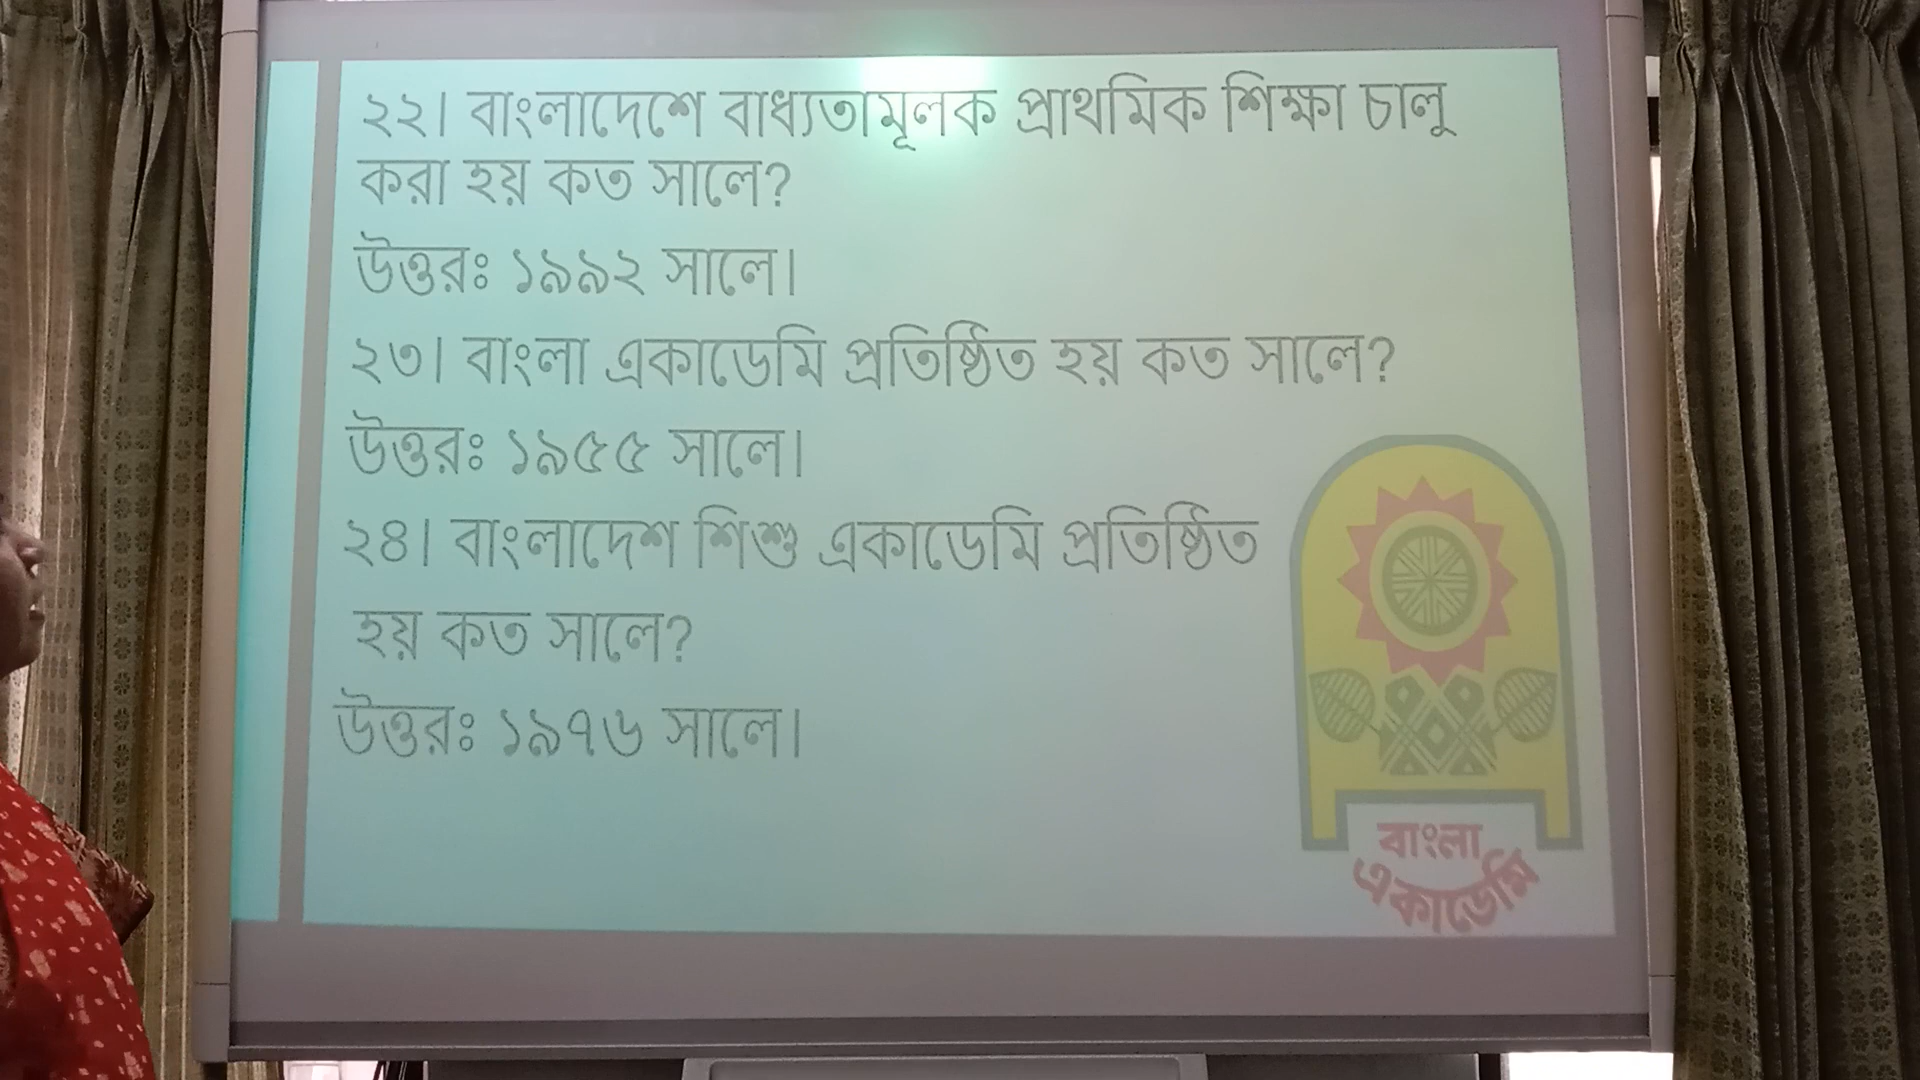 ২২। বাংলাদেশে বাধ্যতামূলক প্রাথমিক শিক্ষা চালু
করা হয় কত সালে?
উত্তরঃ ১৯৯২ সালে।
২৩। বাংলা একাডেমি প্রতিষ্ঠিত হয় কত সালে?
উত্তরঃ ১৯৫৫ সালে।
২৪। বাংলাদেশ শিশু একাডেমি প্রতিষ্ঠিত
হয় কত সালে?
উত্তরঃ ১৯৭৬ সালে।
বাংলা
একাডেমি